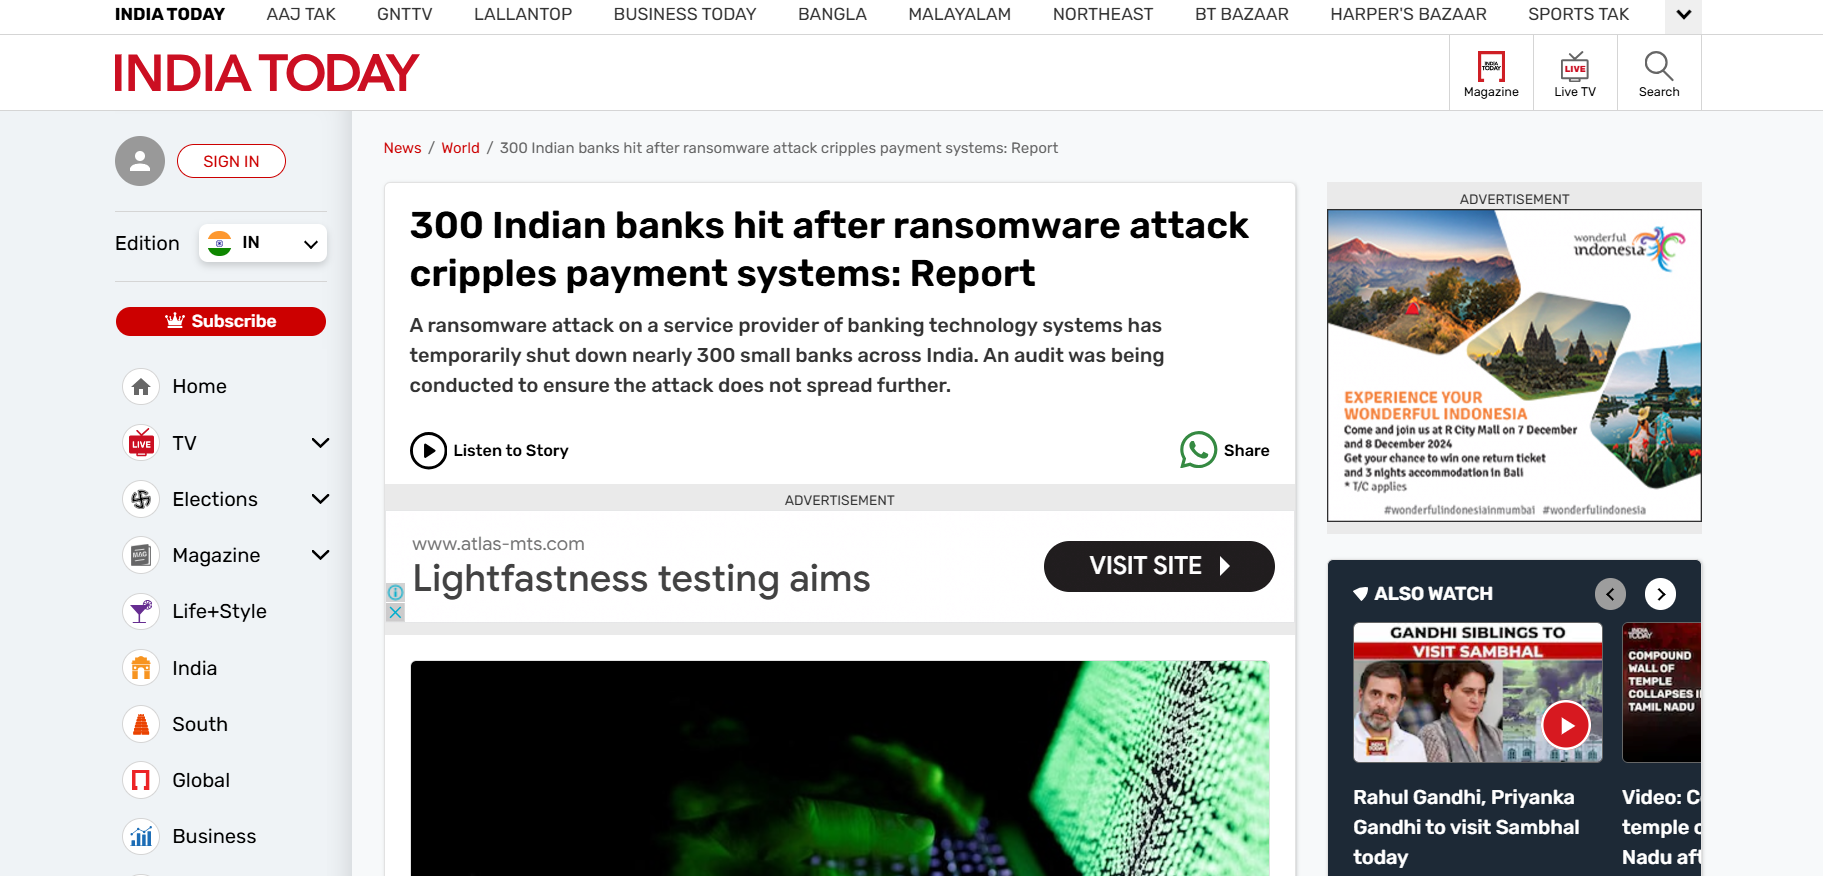 INDIA TODAY AAJ TAK GNTTV LALLANTOP BUSINESS TODAY BANGLA MALAYALAM NORTHEAST BT BAZAAR HARPER'S BAZAAR SPORTS TAK
INDIA TODAY
INDIA TODAY
Magazine
LIVE
Live TV
Search
SIGN IN
Edition IN
Subscribe
Home
LIVE TV
Elections
MAG Magazine
Life+Style
India
South
Global
Business
News / World / 300 Indian banks hit after ransomware attack cripples payment systems: Report
300 Indian banks hit after ransomware attack
cripples payment systems: Report
A ransomware attack on a service provider of banking technology systems has
temporarily shut down nearly 300 small banks across India. An audit was being
conducted to ensure the attack does not spread further.
Listen to Story
Share
ADVERTISEMENT
www.atlas-mts.com
Lightfastness testing aims
VISIT SITE
ADVERTISEMENT
wonderful
indonesia
EXPERIENCE YOUR
WONDERFUL INDONESIA
Come and join us at R City Mall on 7 December
and 8 December 2024
Get your chance to win one return ticket
and 3 nights accommodation in Bali
* T/C applies
#wonderfulindonesiainmumbai #wonderfulindonesia
ALSO WATCH
GANDHI SIBLINGS TO
VISIT SAMBHAL
INDIA
TODAY
Rahul Gandhi, Priyanka
Gandhi to visit Sambhal
today
INDIA
TODAY
COMPOUND
WALL OF
TEMPLE
COLLAPSES I
TAMIL NADU
Video: C
temple
Nadu aft